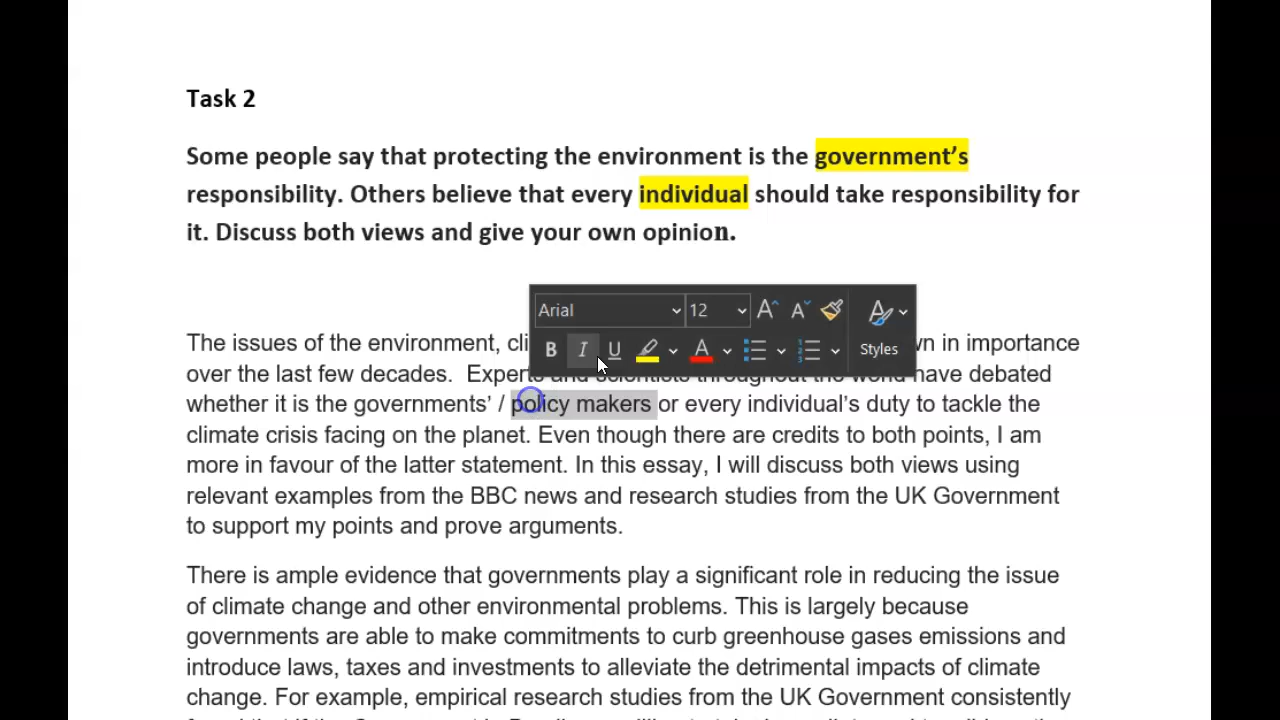 Task 2
Some people say that protecting the environment is the government's
responsibility. Others believe that every individual should take responsibility for
it. Discuss both views and give your own opinion.
Arial 12
B I U A Styles
The issues of the environment, in importance
over the last few decades. Experts and scientists throughout the world have debated
whether it is the governments' / policy makers or every individual's duty to tackle the
climate crisis facing on the planet. Even though there are credits to both points, I am
more in favour of the latter statement. In this essay, I will discuss both views using
relevant examples from the BBC news and research studies from the UK Government
to support my points and prove arguments.
There is ample evidence that governments play a significant role in reducing the issue
of climate change and other environmental problems. This is largely because
governments are able to make commitments to curb greenhouse gases emissions and
introduce laws, taxes and investments to alleviate the detrimental impacts of climate
change. For example, empirical research studies from the UK Government consistently